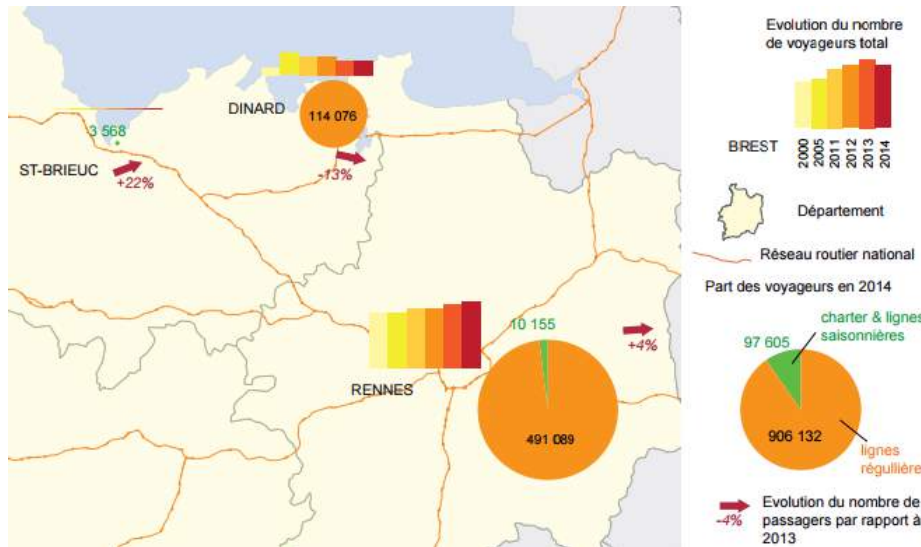 DINARD
114 076
-13%
3 568
ST-BRIEUC
+22%
10 155
RENNES
491 089
+4%
Evolution du nombre
de voyageurs total
BREST
2000
2005
2011
2012
2013
2014
Département
Réseau routier national
Part des voyageurs en 2014
charter & lignes
saisonnières
97 605
906 132
lignes
régullière
Evolution du nombre de
passagers par rapport à
2013
-4%